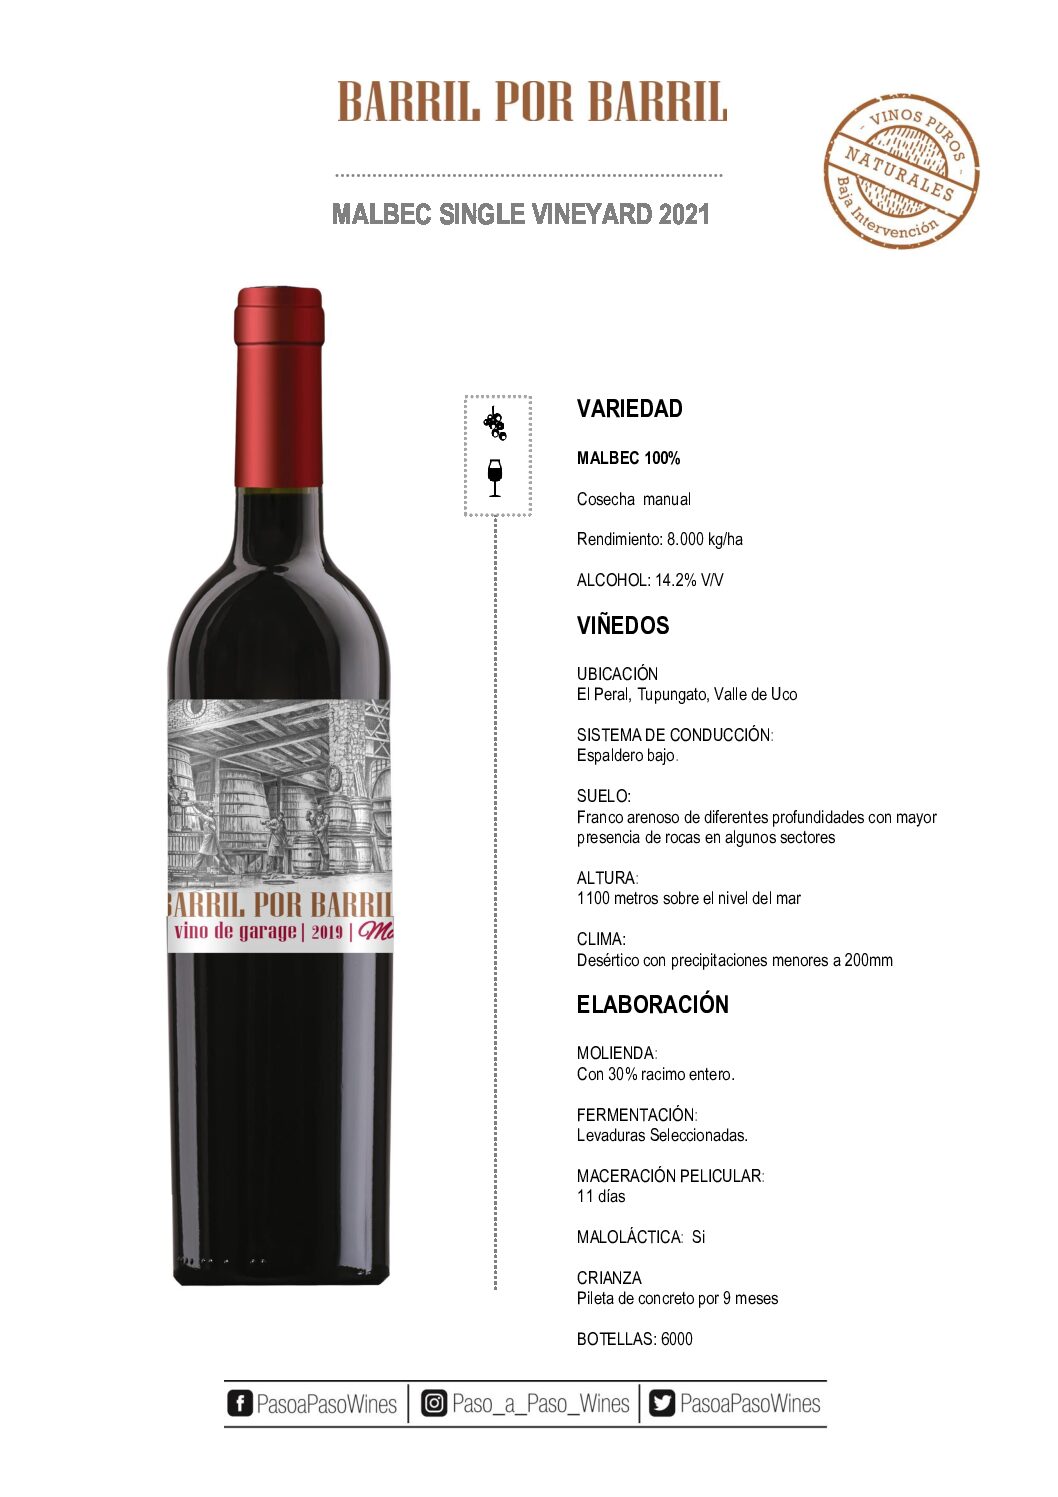 BARRIL POR BARRIL
MALBEC SINGLE VINEYARD 2021
- VINOS PUROS -
NATURALES
Baja Intervención
VARIEDAD
MALBEC 100%
Cosecha manual
Rendimiento: 8.000 kg/ha
ALCOHOL: 14.2% V/V
VIÑEDOS
UBICACIÓN
El Peral, Tupungato, Valle de Uco
SISTEMA DE CONDUCCIÓN:
Espaldero bajo.
SUELO:
Franco arenoso de diferentes profundidades con mayor
presencia de rocas en algunos sectores
ALTURA:
1100 metros sobre el nivel del mar
CLIMA:
Desértico con precipitaciones menores a 200mm
ELABORACIÓN
MOLIENDA:
Con 30% racimo entero.
FERMENTACIÓN:
Levaduras Seleccionadas.
MACERACIÓN PELICULAR:
11 días
MALOLÁCTICA: Si
CRIANZA
Pileta de concreto por 9 meses
BOTELLAS: 6000
BARRIL POR BARRIL
vino de garage | 2019 | Ma
PasoaPasoWines | Paso_a_Paso_Wines | PasoaPasoWines